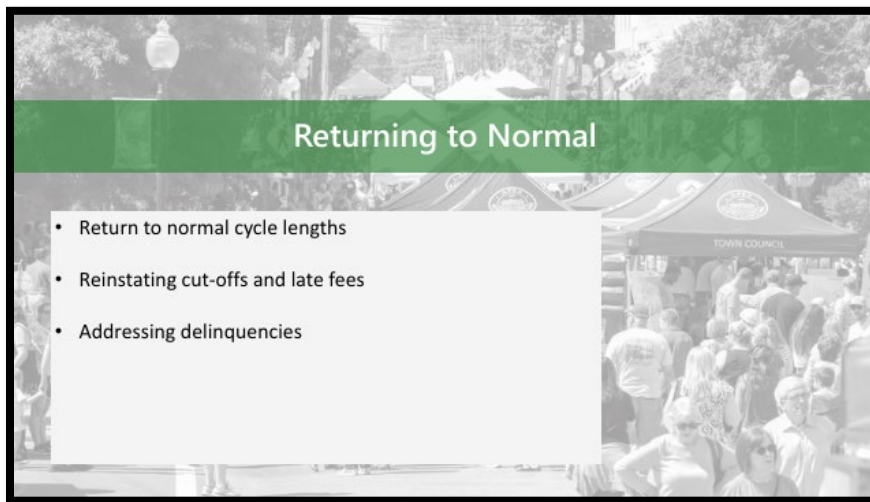 Returning to Normal
• Return to normal cycle lengths
• Reinstating cut-offs and late fees
• Addressing delinquencies
TOWN COUNCIL